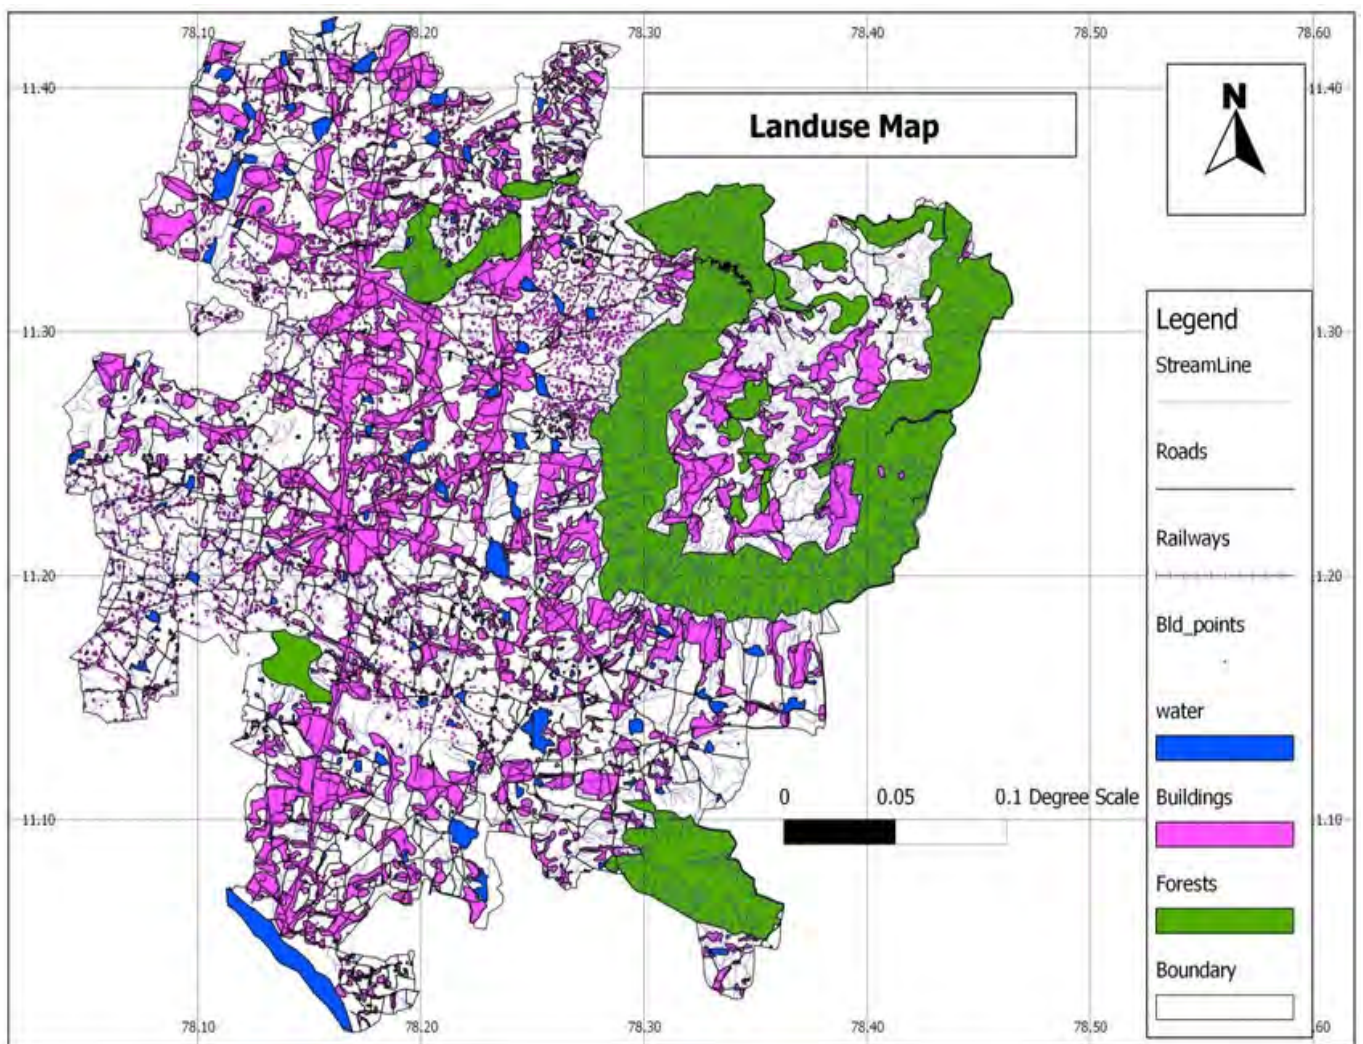 78.10 78.20 78.30 78.40 78.50 78.60
11.40 11.40
N
Landuse Map
11.30 11.30
Legend
StreamLine
Roads
Railways
11.20 11.20
Bld_points
water
0 0.05 0.1 Degree Scale
Buildings
11.10 11.10
Forests
Boundary
78.10 78.20 78.30 78.40 78.50 .60